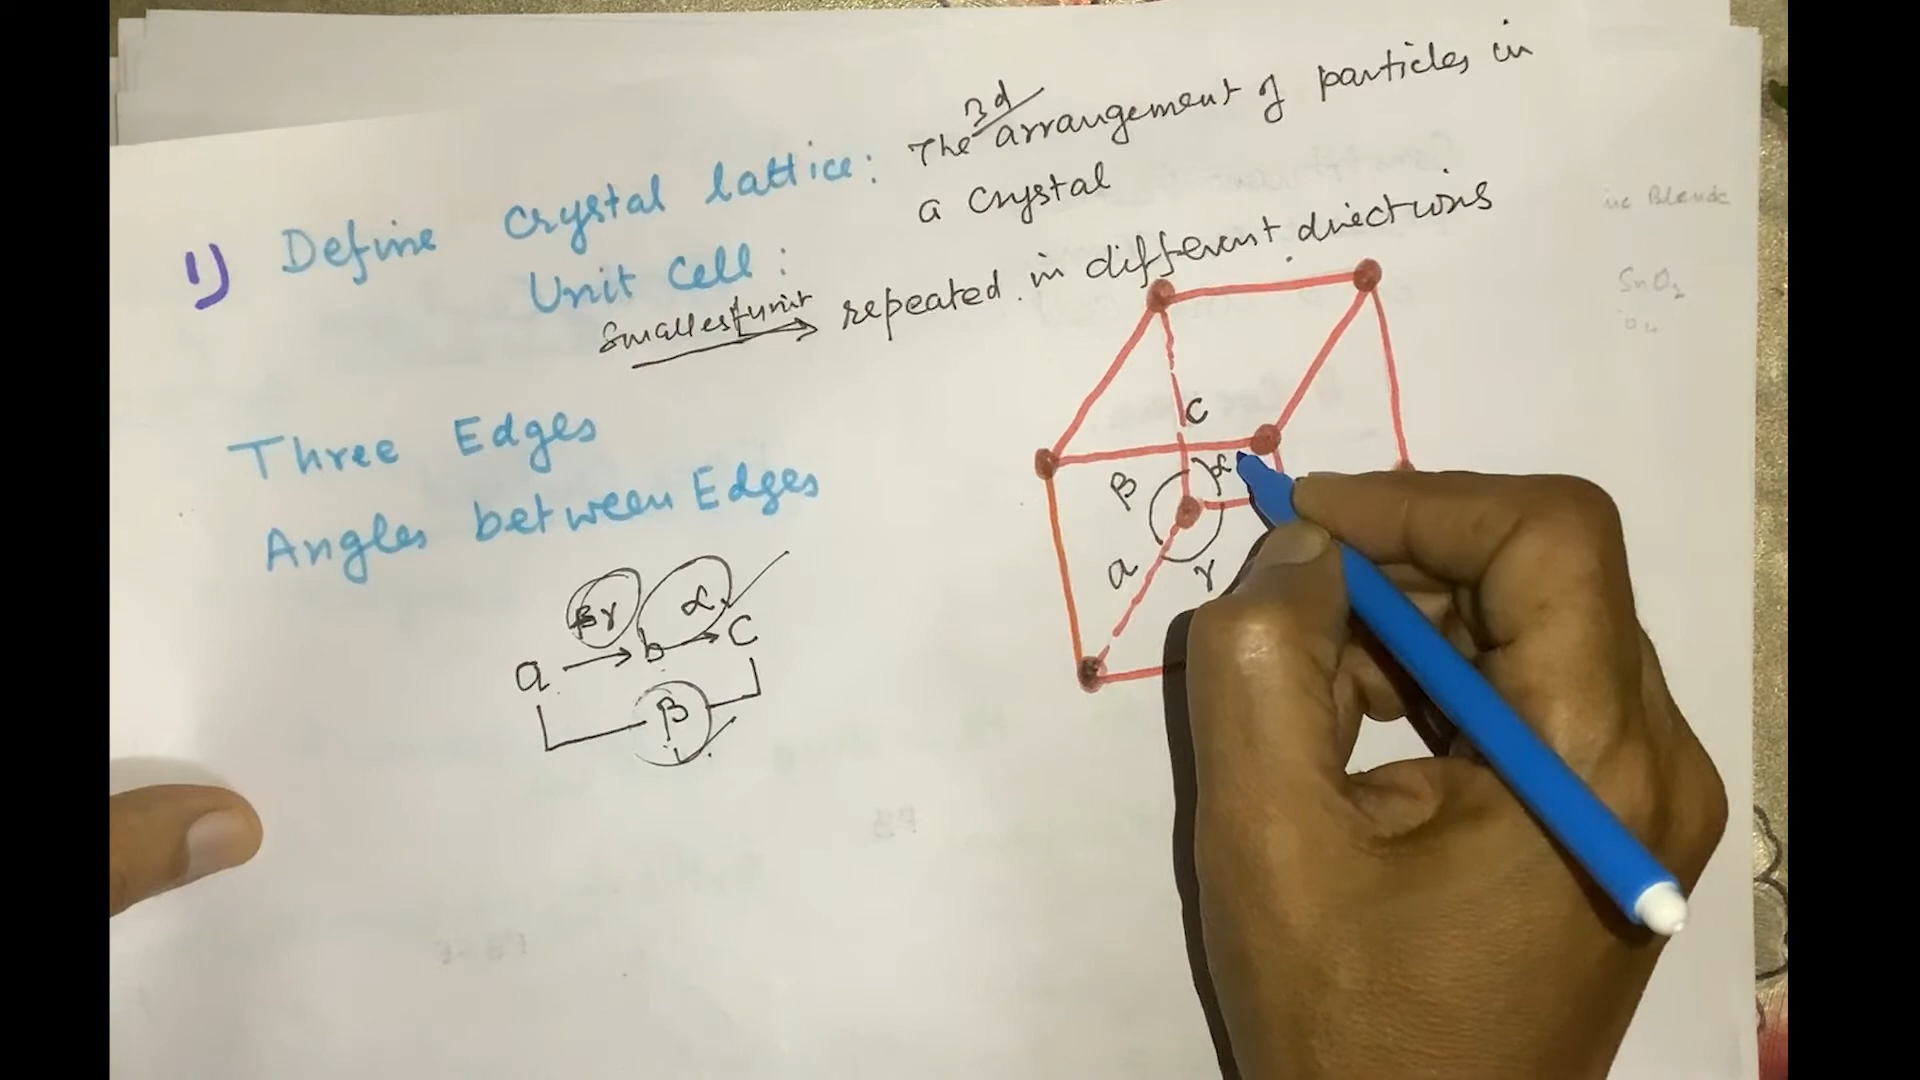 3d
1) Define Crystal lattice: The arrangement of particles in
a Crystal
Unit Cell:
Smallest unit → repeated in different directions
Three Edges
Angles between Edges
γ α
a → b → C
β
C
β α
a
γ
SnO2